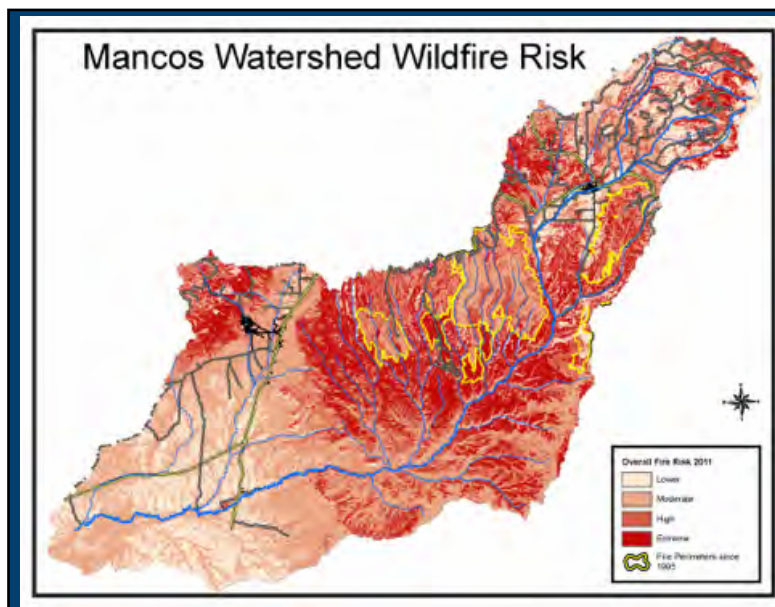 Mancos Watershed Wildfire Risk
Overall Fire Risk 2011
Lower
Moderate
High
Extreme
Fire Perimeters since
1995